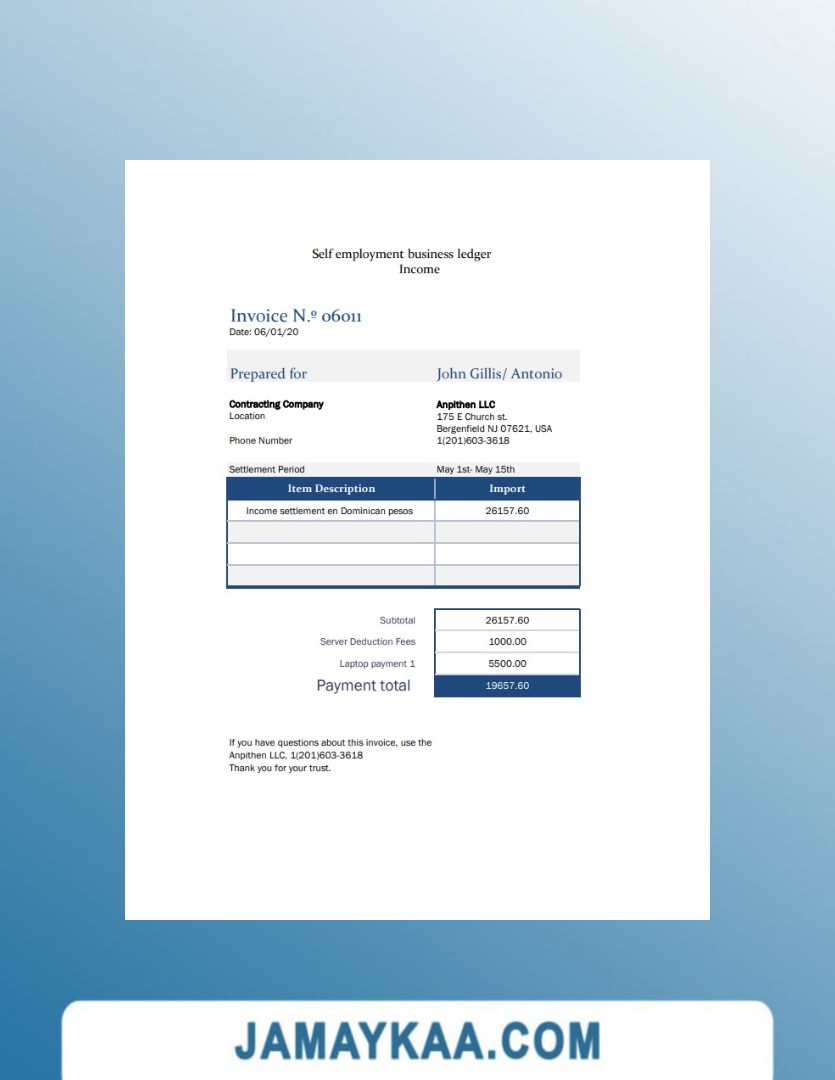 Self employment business ledger
Income
Invoice N.º 06011
Date: 06/01/20
Prepared for John Gillis/ Antonio
Contracting Company Anpithen LLC
Location 175 E Church st.
Bergenfield NJ 07621, USA
Phone Number 1(201)603-3618
Settlement Period May 1st- May 15th
Item Description Import
Income settlement en Dominican pesos 26157.60
Subtotal 26157.60
Server Deduction Fees 1000.00
Laptop payment 1 5500.00
Payment total 19657.60
If you have questions about this invoice, use the
Anpithen LLC, 1(201)603-3618
Thank you for your trust.
JAMAYKAA.COM